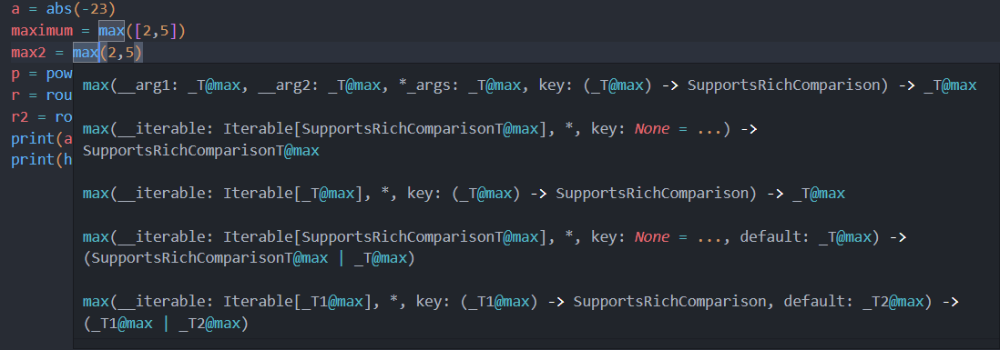 a = abs(-23)
maximum = max([2,5])
max2 = max(2,5)
p = pow
r = rou
r2 = ro
print(a
print(h
max(__arg1: _T@max, __arg2: _T@max, *_args: _T@max, key: (_T@max) -> SupportsRichComparison) -> _T@max
max(__iterable: Iterable[SupportsRichComparisonT@max], *, key: None = ...) ->
SupportsRichComparisonT@max
max(__iterable: Iterable[_T@max], *, key: (_T@max) -> SupportsRichComparison) -> _T@max
max(__iterable: Iterable[SupportsRichComparisonT@max], *, key: None = ..., default: _T@max) ->
(SupportsRichComparisonT@max | _T@max)
max(__iterable: Iterable[_T1@max], *, key: (_T1@max) -> SupportsRichComparison, default: _T2@max) ->
(_T1@max | _T2@max)